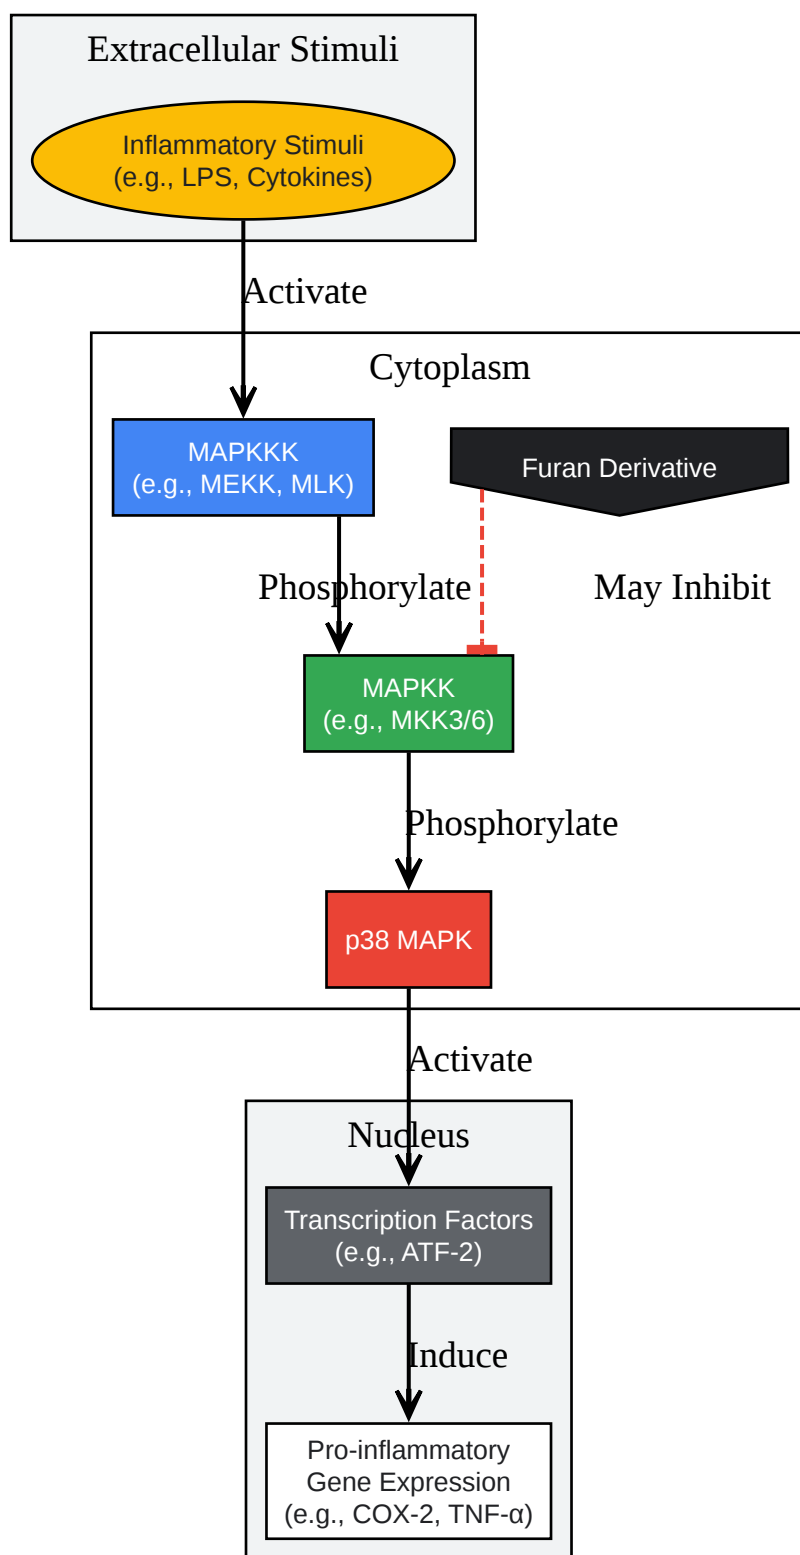 Extracellular Stimuli
Inflammatory Stimuli
(e.g., LPS, Cytokines)
Activate
Cytoplasm
MAPKKK
(e.g., MEKK, MLK)
Furan Derivative
Phosphorylate
May Inhibit
MAPKK
(e.g., MKK3/6)
Phosphorylate
p38 MAPK
Activate
Nucleus
Transcription Factors
(e.g., ATF-2)
Induce
Pro-inflammatory
Gene Expression
(e.g., COX-2, TNF-α)